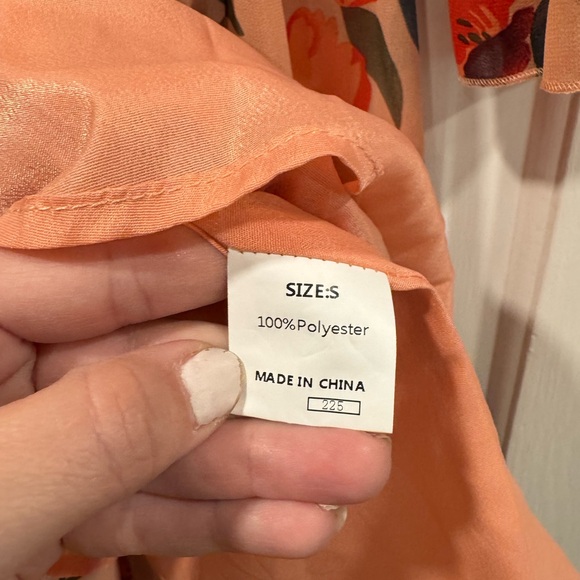 SIZE:S
100%Polyester
MADE IN CHINA
225